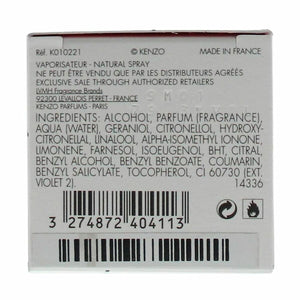 Réf. K010221 © KENZO MADE IN FRANCE
VAPORISATEUR - NATURAL SPRAY
NE PEUT ÊTRE VENDU QUE PAR LES DISTRIBUTEURS AGRÉÉS
EXCLUSIVE SALE THROUGH AUTHORIZED RETAILERS
LVMH Fragrance Brands
92300 LEVALLOIS PERRET - FRANCE
KENZO PARFUMS - PARIS
INGREDIENTS: ALCOHOL, PARFUM (FRAGRANCE),
AQUA (WATER), GERANIOL, CITRONELLOL, HYDROXY-
CITRONELLAL, LINALOOL, ALPHA-ISOMETHYL IONONE,
LIMONENE, FARNESOL, ISOEUGENOL, BHT, CITRAL,
BENZYL ALCOHOL, BENZYL BENZOATE, COUMARIN,
BENZYL SALICYLATE, TOCOPHEROL, CI 60730 (EXT.
VIOLET 2). 14336
3 274872 404113